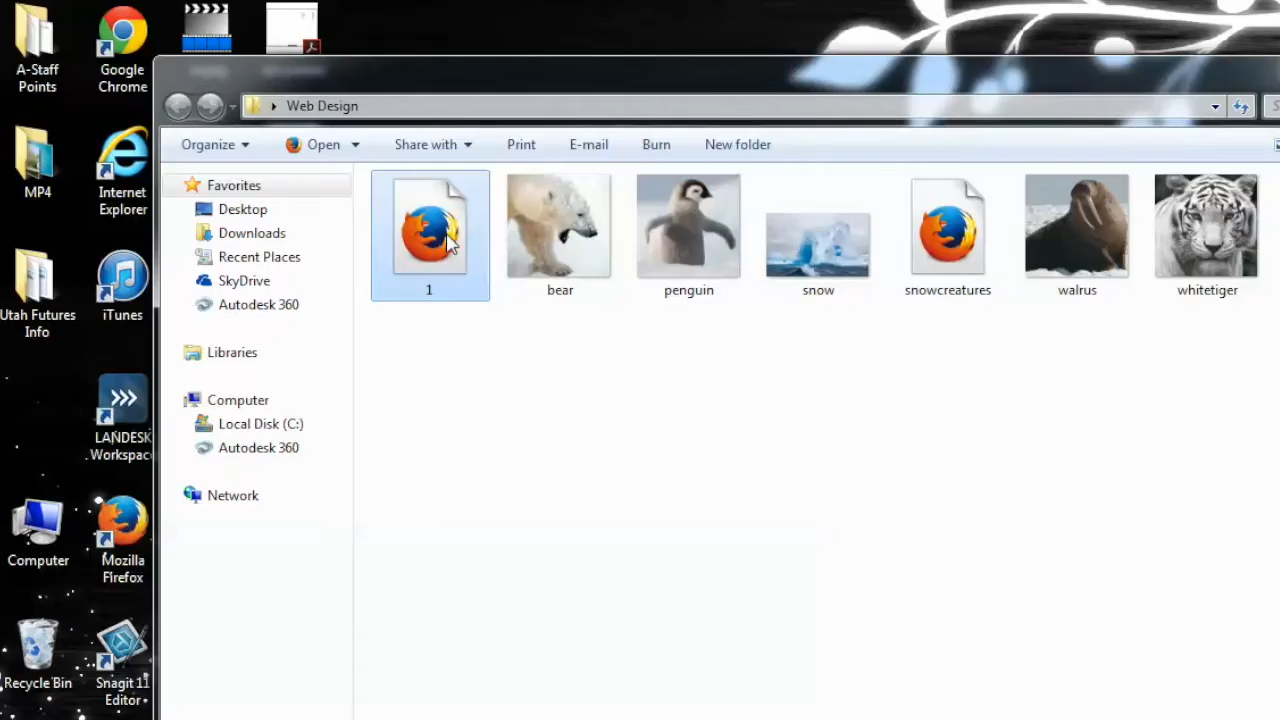 A-Staff
Points
Google
Chrome
MP4
Internet
Explorer
Utah Futures
Info
iTunes
LANDESK
Workspac
Computer
Mozilla
Firefox
Recycle Bin
Snagit 11
Editor
Web Design
Organize
Open
Share with
Print
E-mail
Burn
New folder
Favorites
Desktop
Downloads
Recent Places
SkyDrive
Autodesk 360
Libraries
Computer
Local Disk (C:)
Autodesk 360
Network
1
bear
penguin
snow
snowcreatures
walrus
whitetiger